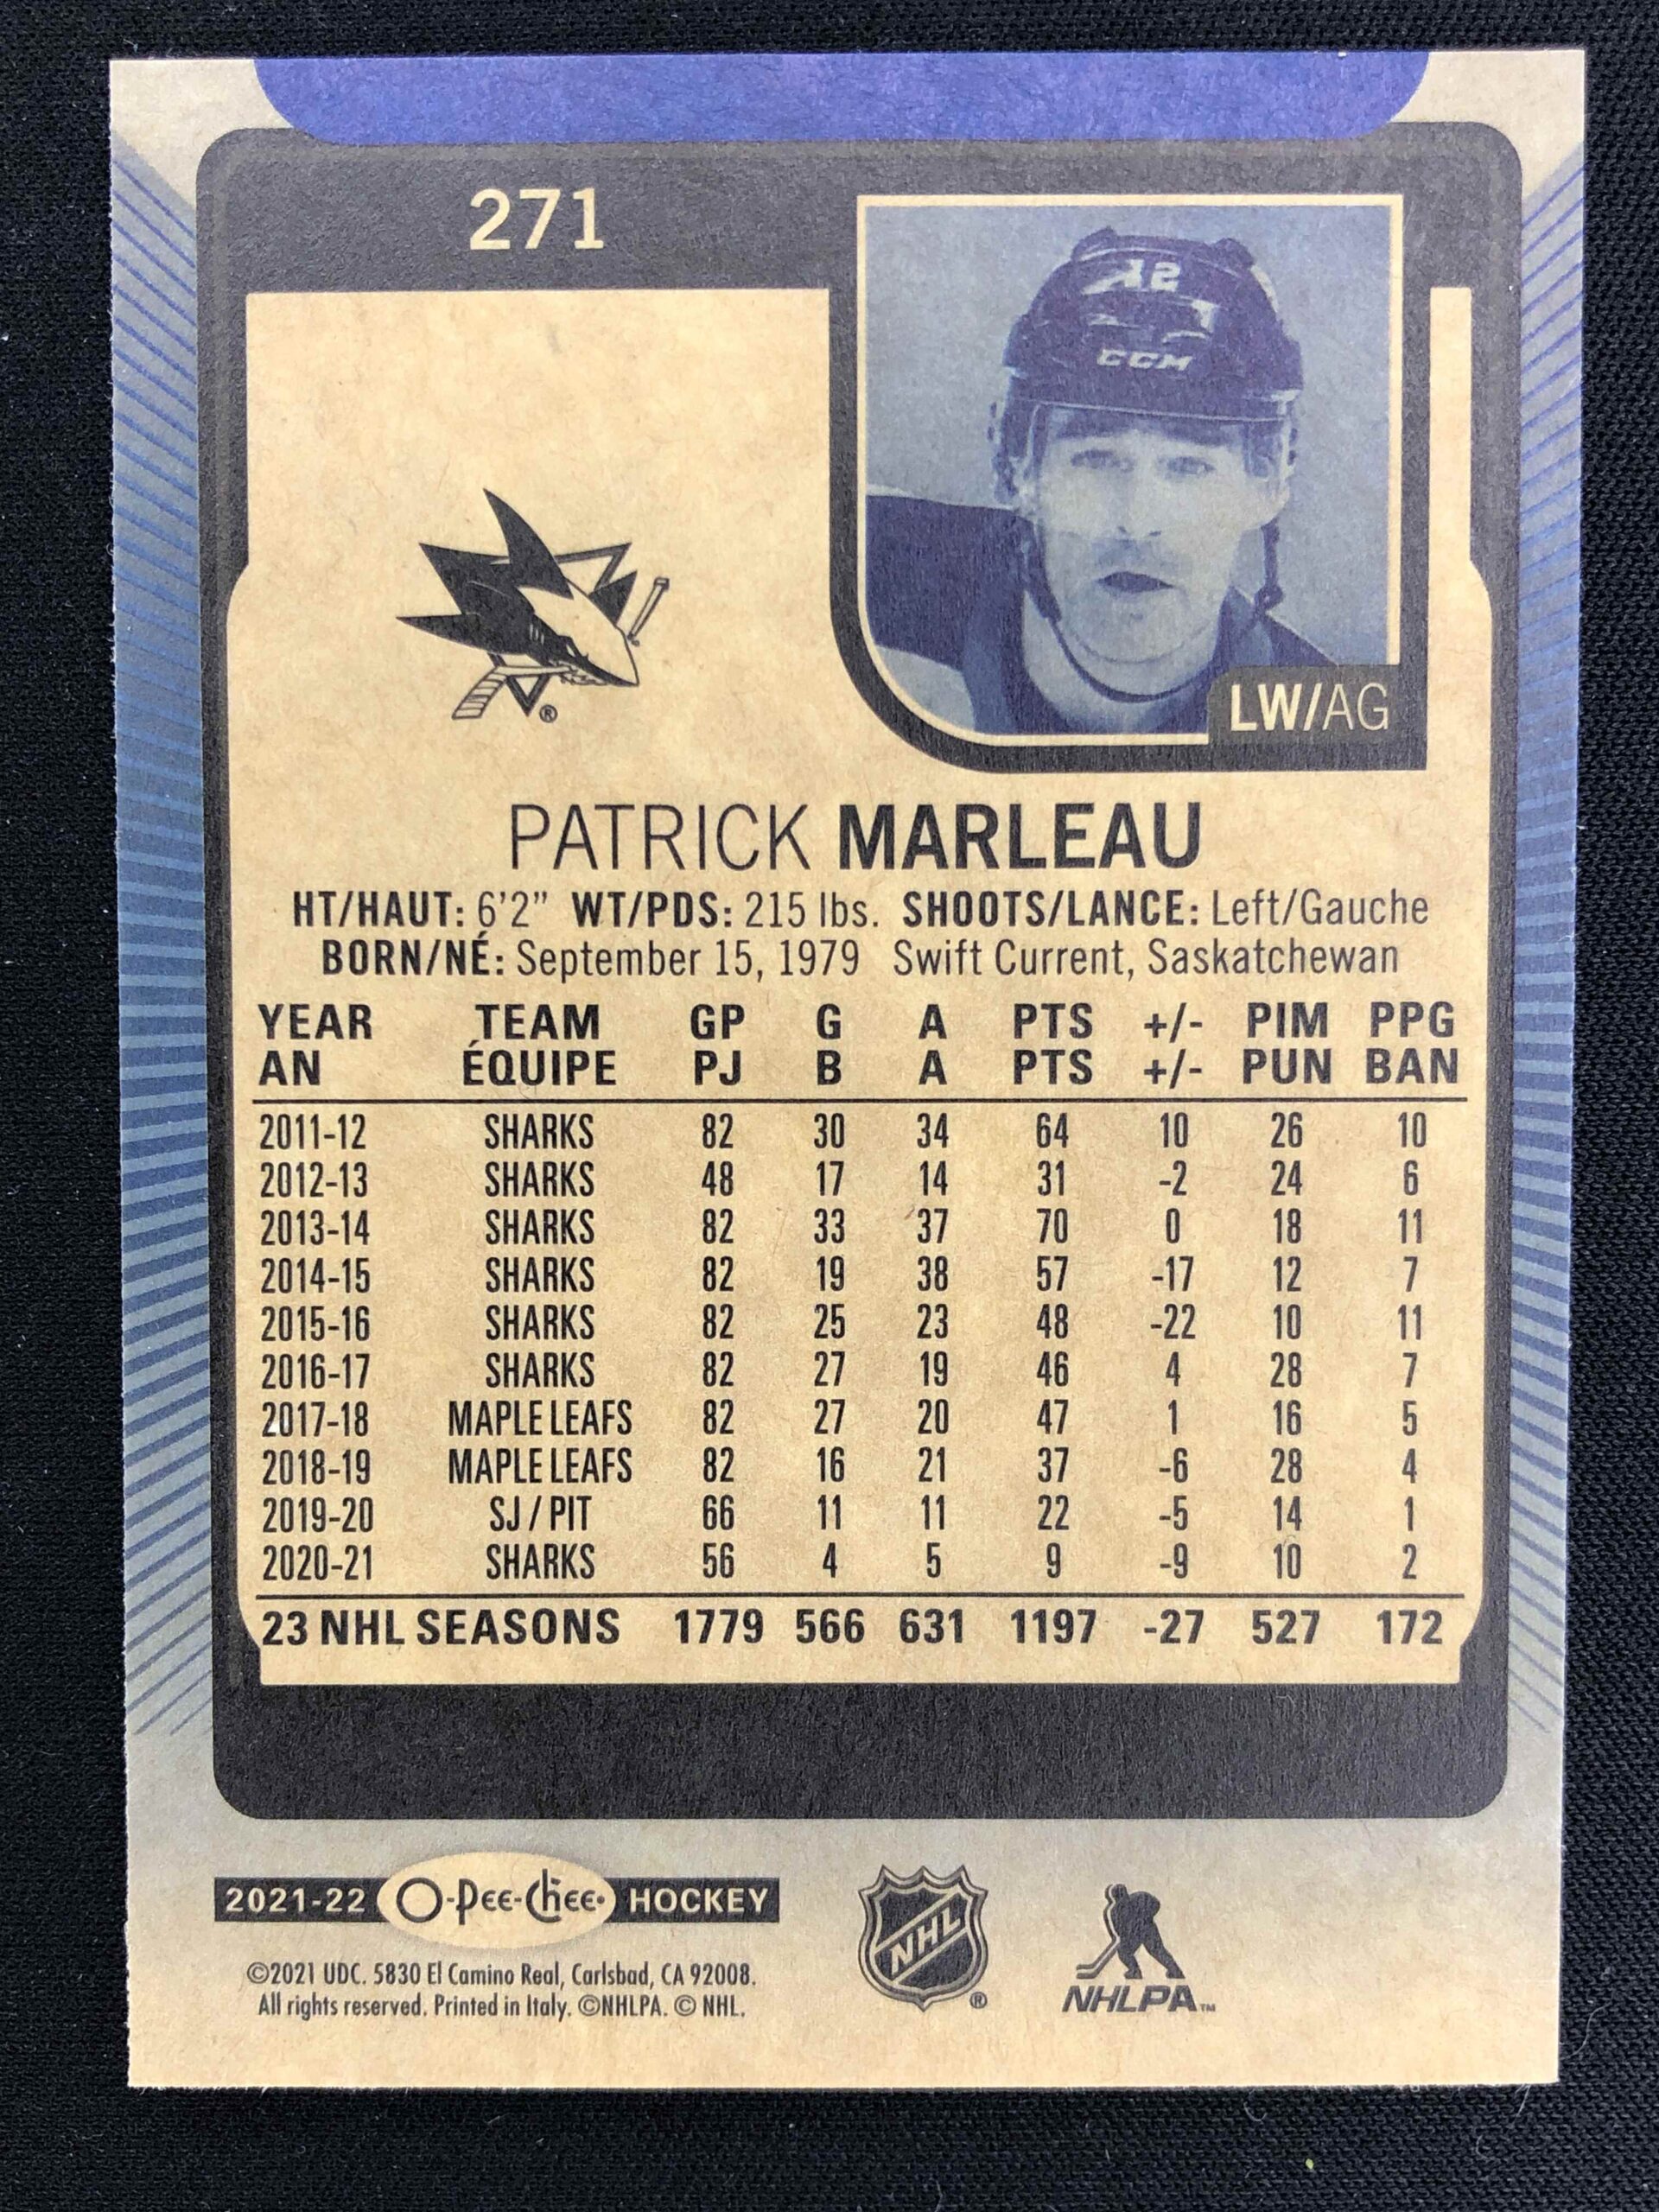 271
12
CCM
LW/AG
®
PATRICK MARLEAU
HT/HAUT: 6'2" WT/PDS: 215 lbs. SHOOTS/LANCE: Left/Gauche
BORN/NÉ: September 15, 1979 Swift Current, Saskatchewan
YEAR TEAM GP G A PTS +/- PIM PPG
AN ÉQUIPE PJ B A PTS +/- PUN BAN
2011-12 SHARKS 82 30 34 64 10 26 10
2012-13 SHARKS 48 17 14 31 -2 24 6
2013-14 SHARKS 82 33 37 70 0 18 11
2014-15 SHARKS 82 19 38 57 -17 12 7
2015-16 SHARKS 82 25 23 48 -22 10 11
2016-17 SHARKS 82 27 19 46 4 28 7
2017-18 MAPLE LEAFS 82 27 20 47 1 16 5
2018-19 MAPLE LEAFS 82 16 21 37 -6 28 4
2019-20 SJ / PIT 66 11 11 22 -5 14 1
2020-21 SHARKS 56 4 5 9 -9 10 2
23 NHL SEASONS 1779 566 631 1197 -27 527 172
2021-22 O-Pee-Chee HOCKEY
©2021 UDC. 5830 El Camino Real, Carlsbad, CA 92008.
All rights reserved. Printed in Italy. ©NHLPA. © NHL.
NHL ®
NHLPA™